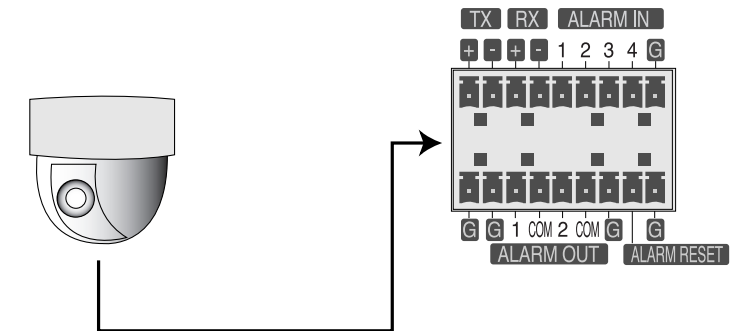 TX RX ALARM IN
+ - + - 1 2 3 4 G
G G 1 COM 2 COM G G
ALARM OUT ALARM RESET